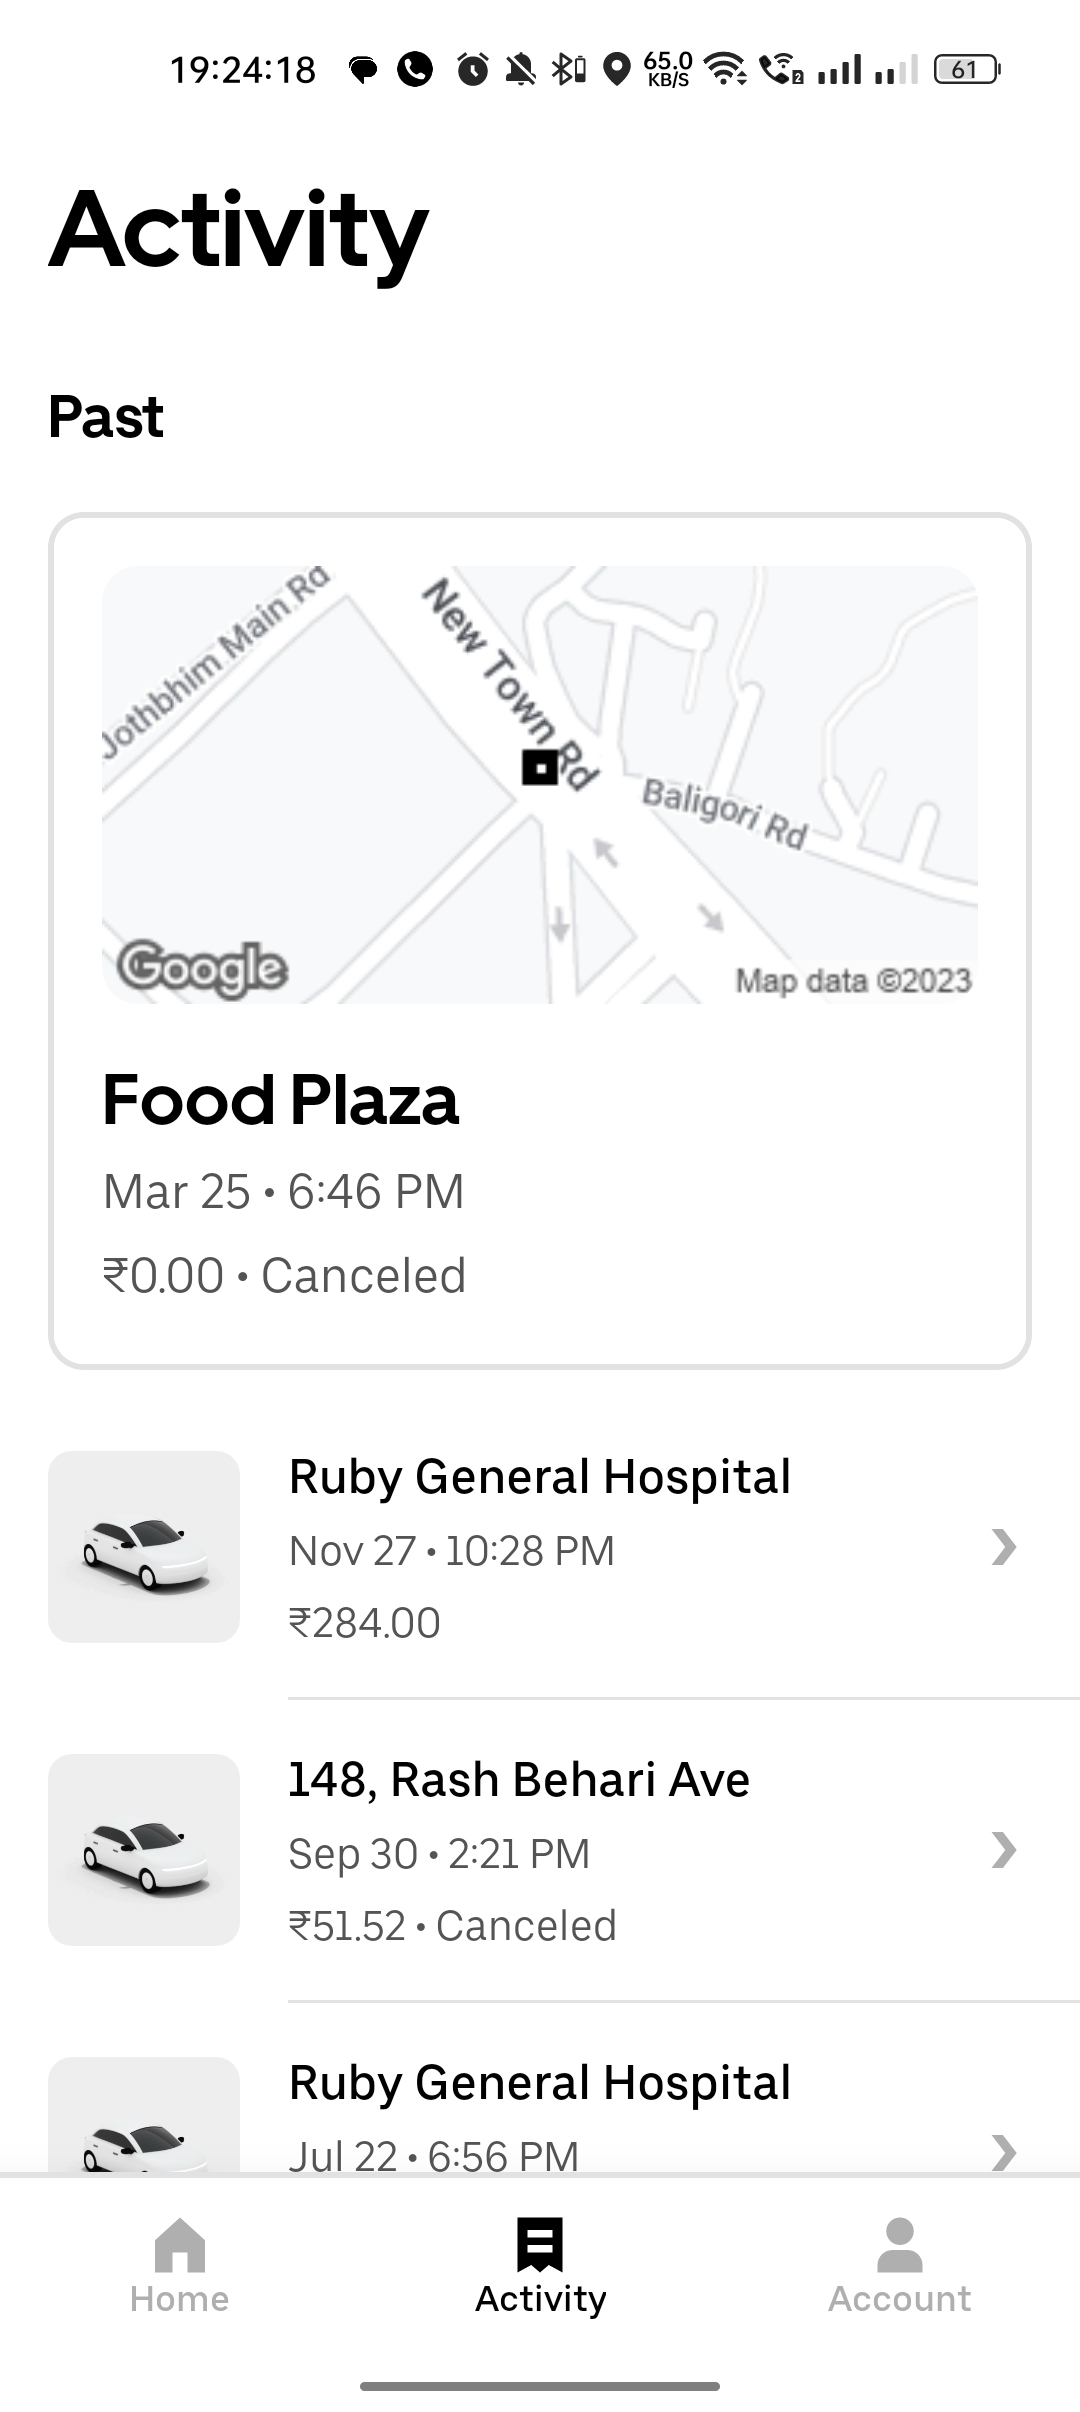 19:24:18 65.0 KB/S 2 61
Activity
Past
Jothbhim Main Rd
New Town Rd
Baligori Rd
Google
Map data ©2023
Food Plaza
Mar 25 • 6:46 PM
₹0.00 • Canceled
Ruby General Hospital
Nov 27 • 10:28 PM
₹284.00
148, Rash Behari Ave
Sep 30 • 2:21 PM
₹51.52 • Canceled
Ruby General Hospital
Jul 22 • 6:56 PM
Home Activity Account